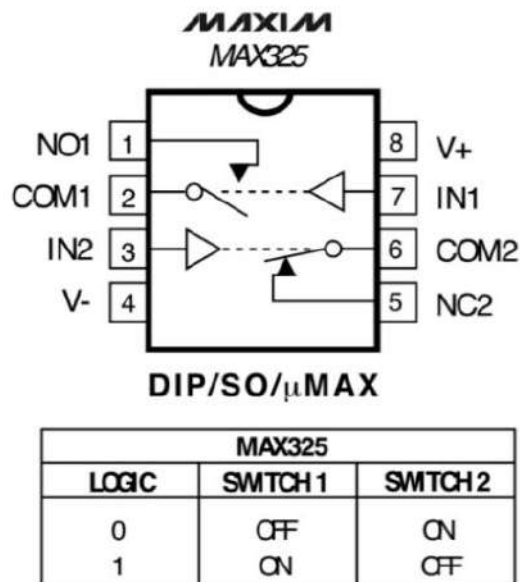 MAXIM
MAX325
NO1 1 8 V+
COM1 2 7 IN1
IN2 3 6 COM2
V- 4 5 NC2
DIP/SO/µMAX
MAX325
LOGIC SWITCH 1 SWITCH 2
0 OFF ON
1 ON OFF